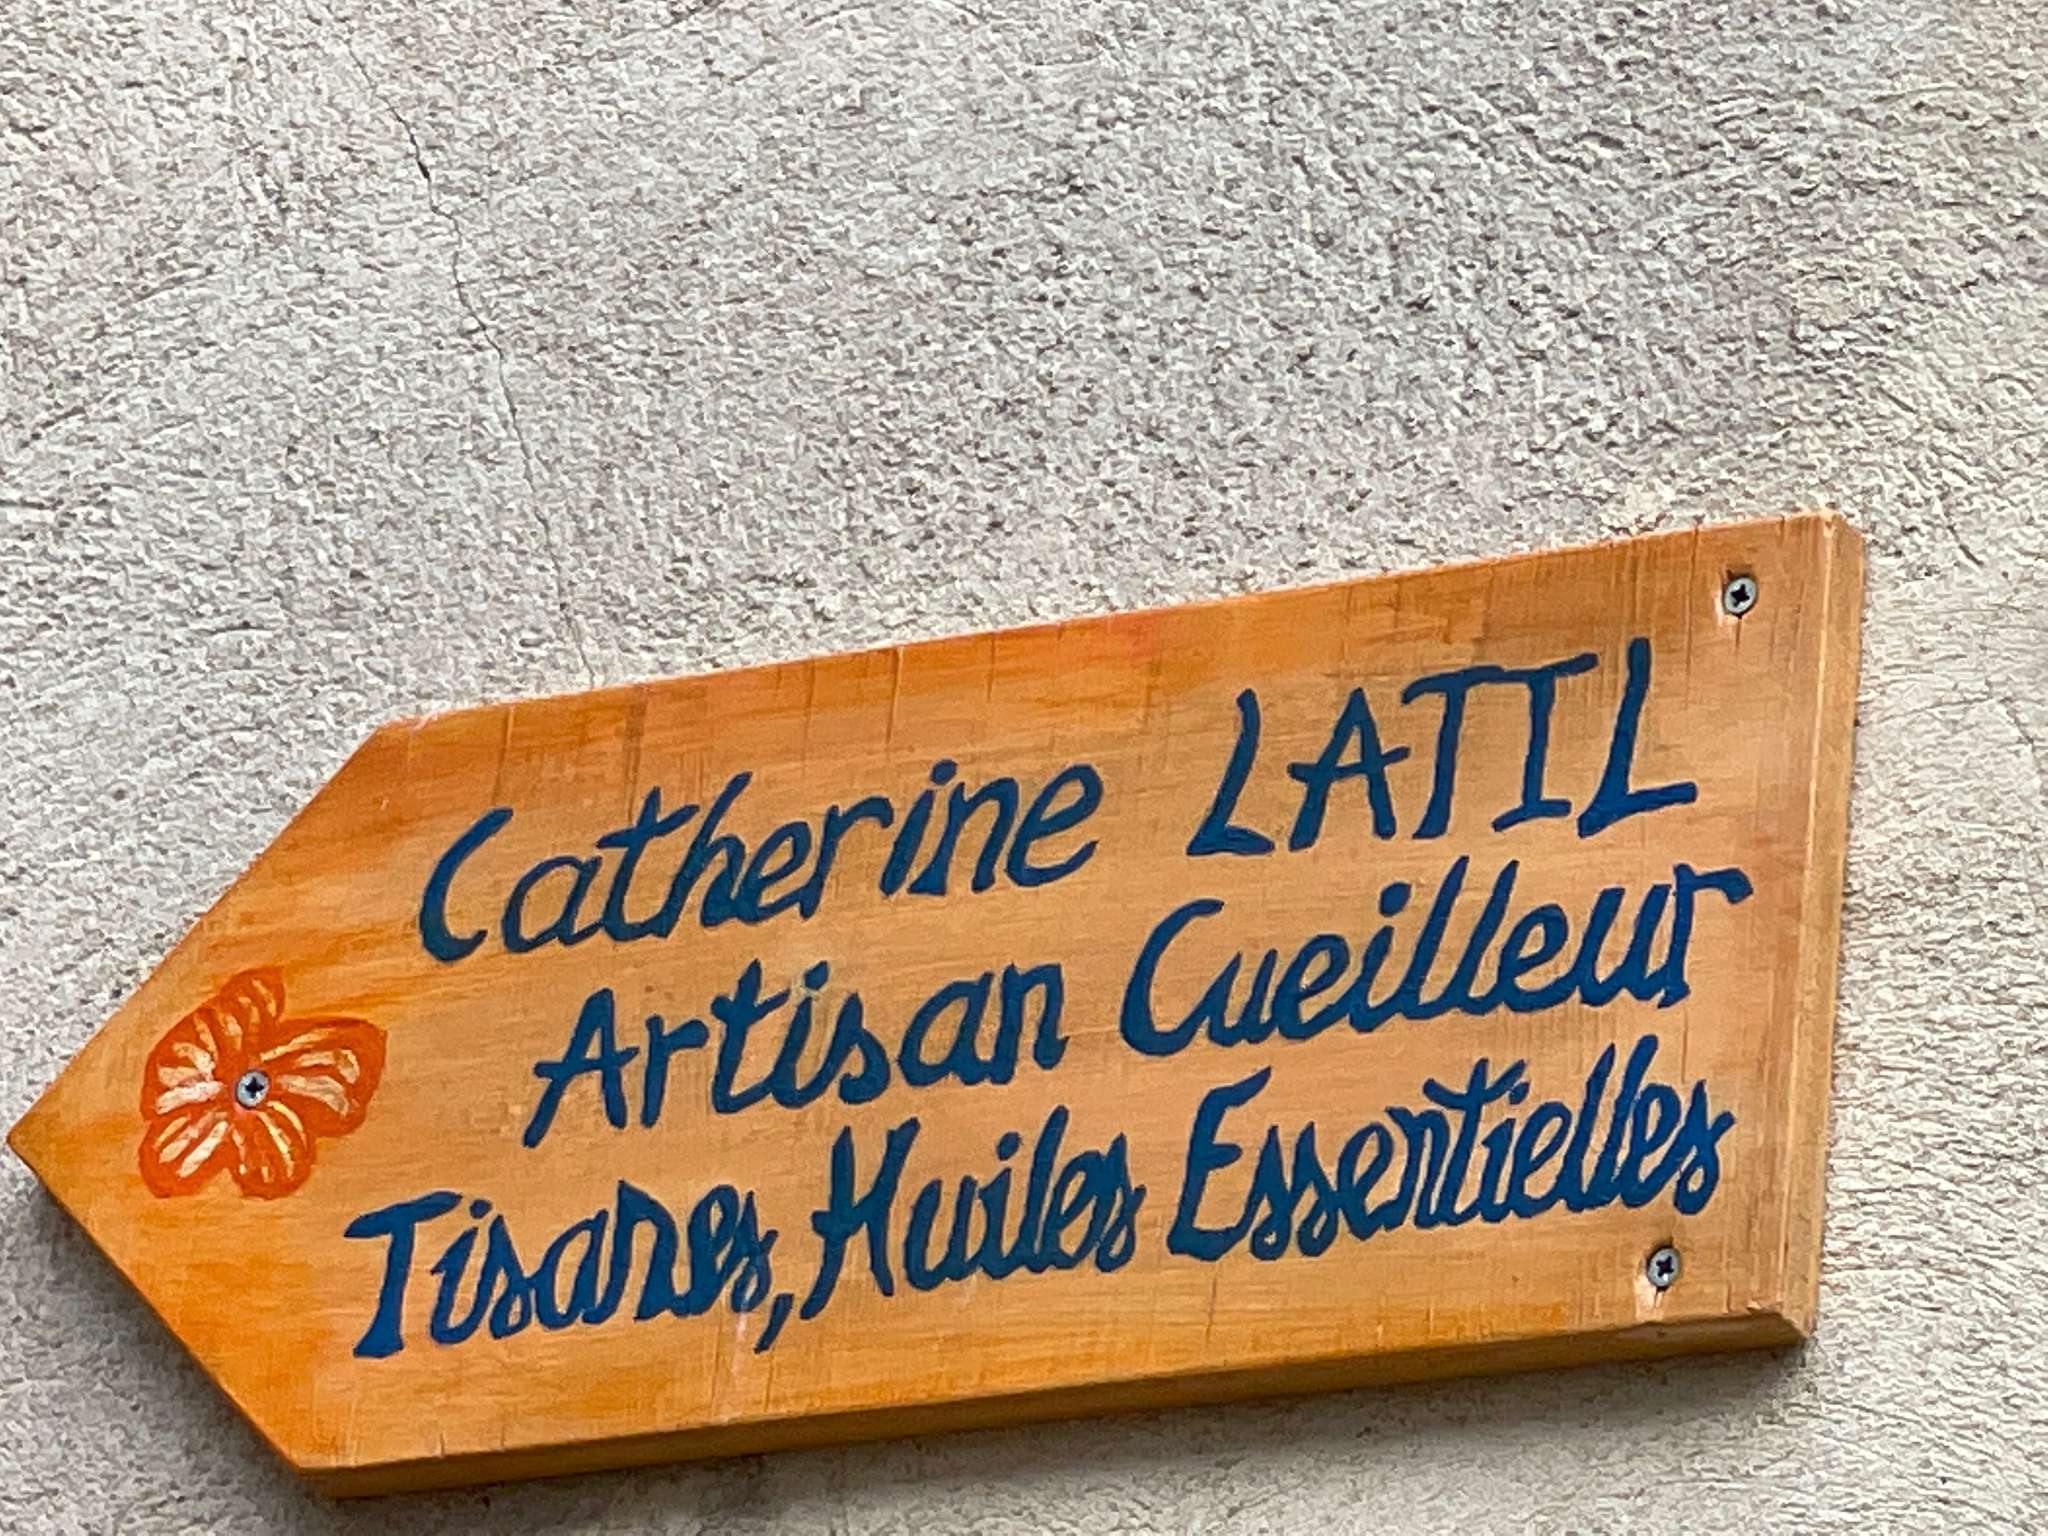 Catherine LATIL
Artisan Cueilleur
Tisanes, Huiles Essentielles